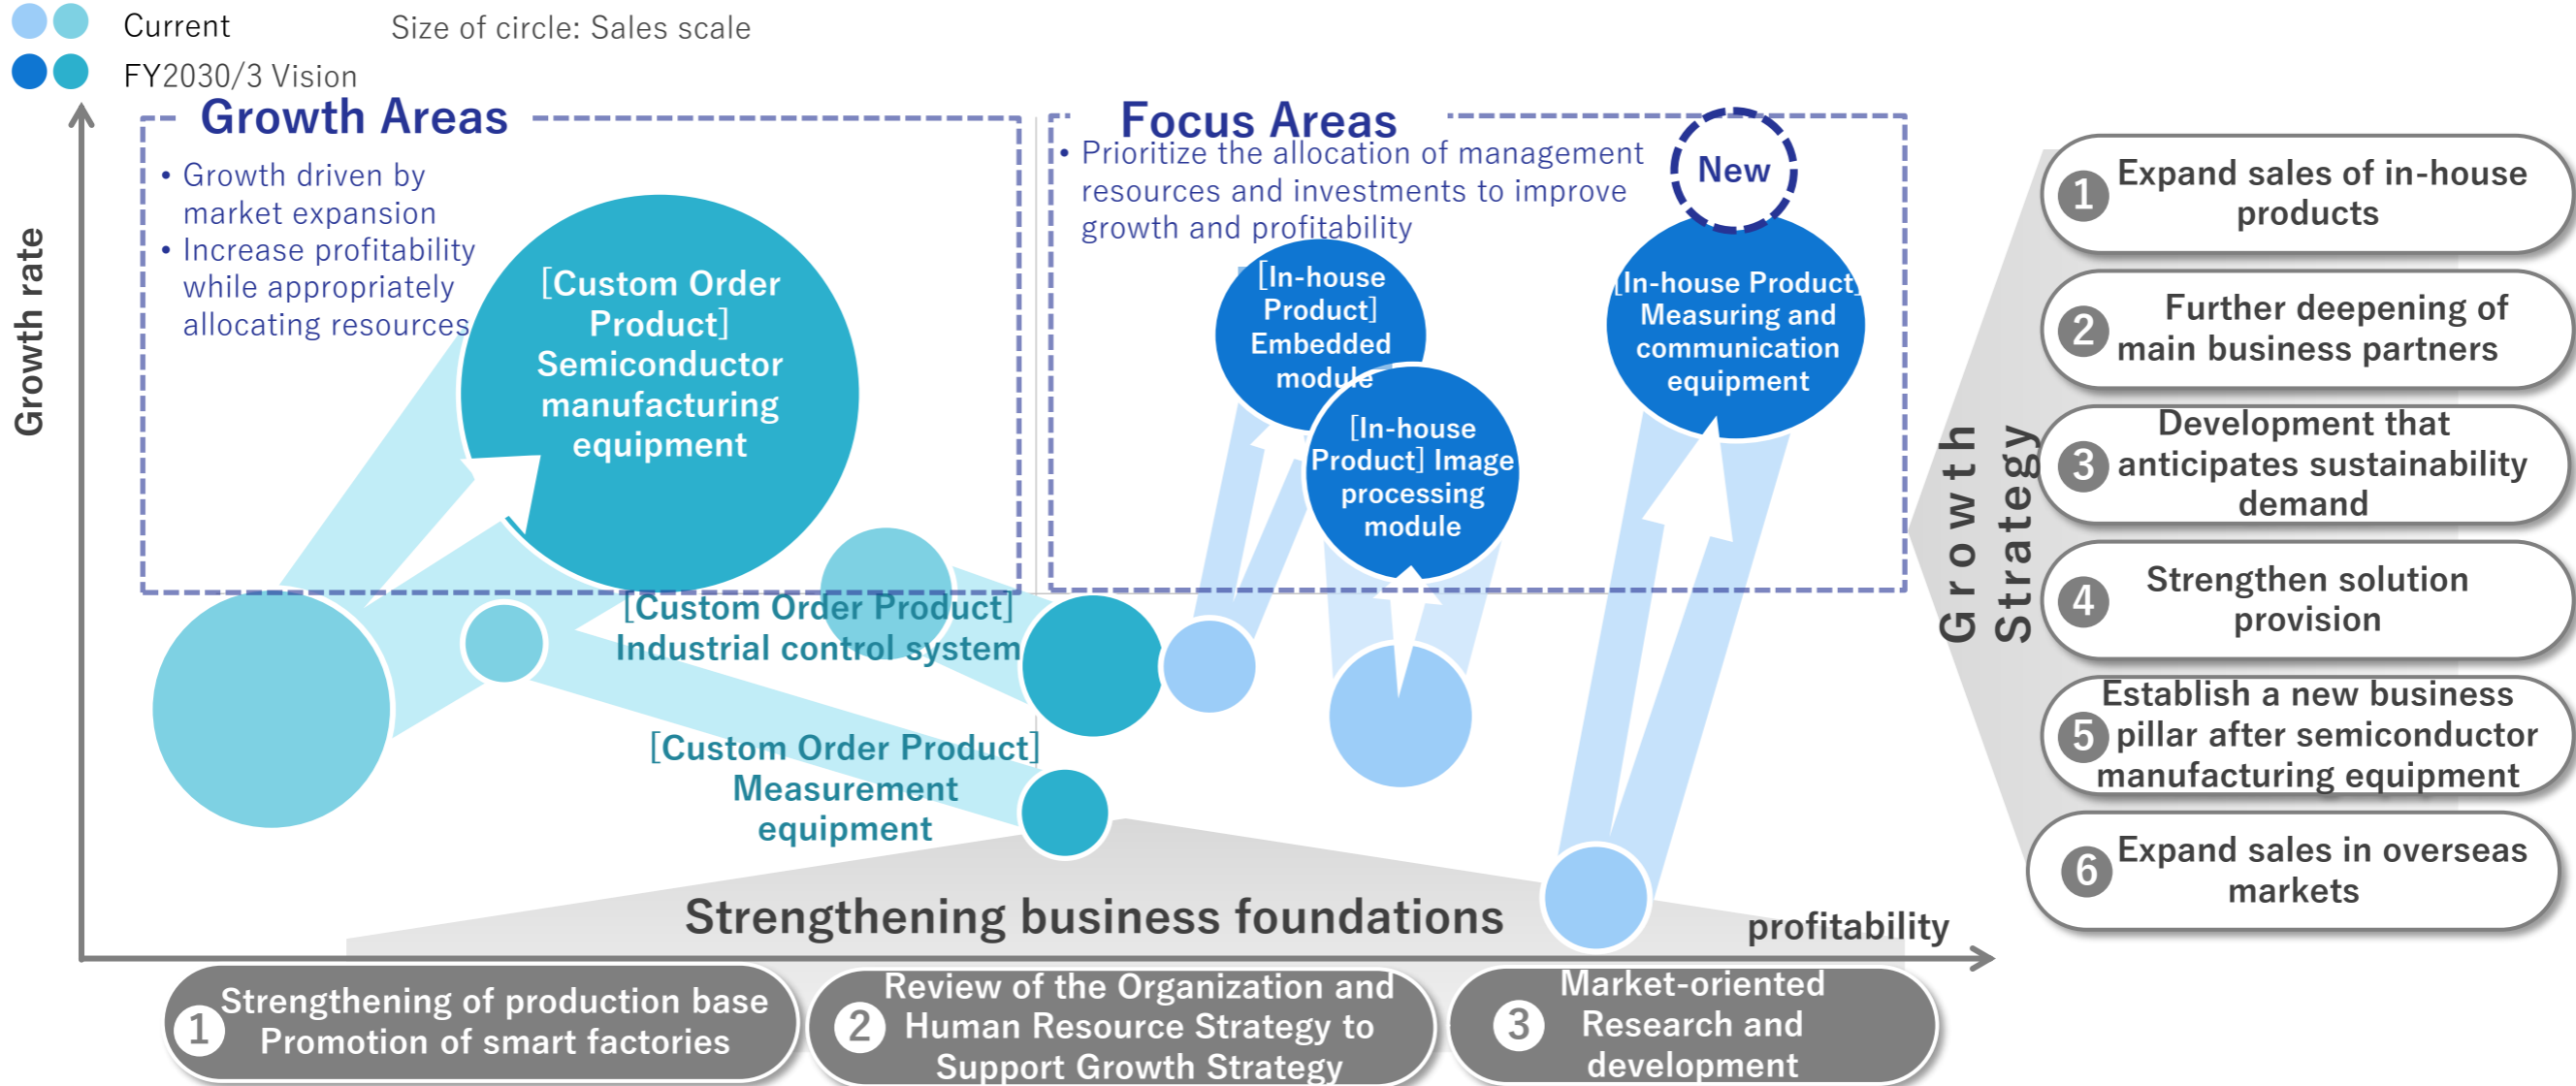 Current
Size of circle: Sales scale
FY2030/3 Vision
Growth rate
Growth Areas
• Growth driven by
market expansion
• Increase profitability
while appropriately
allocating resources
[Custom Order
Product]
Semiconductor
manufacturing
equipment
[Custom Order Product]
Industrial control system
[Custom Order Product]
Measurement
equipment
Focus Areas
• Prioritize the allocation of management
resources and investments to improve
growth and profitability
New
[In-house
Product]
Embedded
module
[In-house
Product] Image
processing
module
[In-house Product]
Measuring and
communication
equipment
Growth
Strategy
1 Expand sales of in-house
products
2 Further deepening of
main business partners
3 Development that
anticipates sustainability
demand
4 Strengthen solution
provision
5 Establish a new business
pillar after semiconductor
manufacturing equipment
6 Expand sales in overseas
markets
Strengthening business foundations
profitability
1 Strengthening of production base
Promotion of smart factories
2 Review of the Organization and
Human Resource Strategy to
Support Growth Strategy
3 Market-oriented
Research and
development